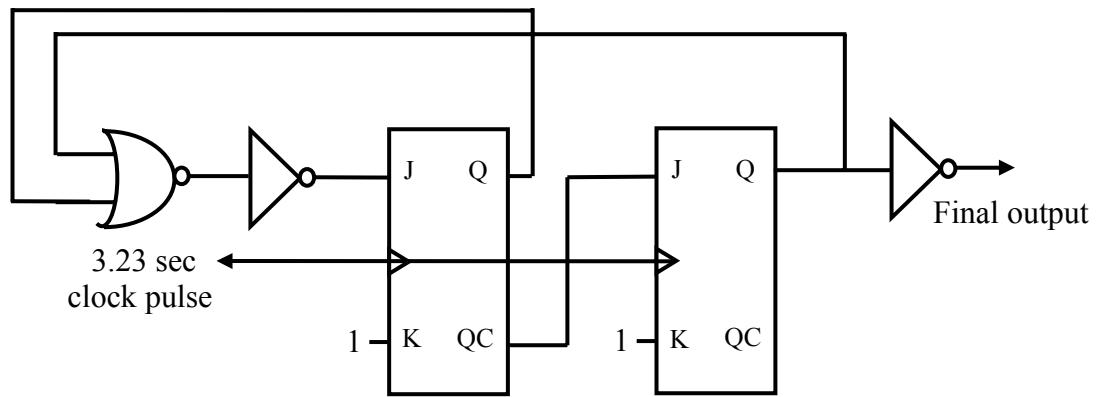 J Q
J Q
Final output
3.23 sec
clock pulse
1 K QC
1 K QC